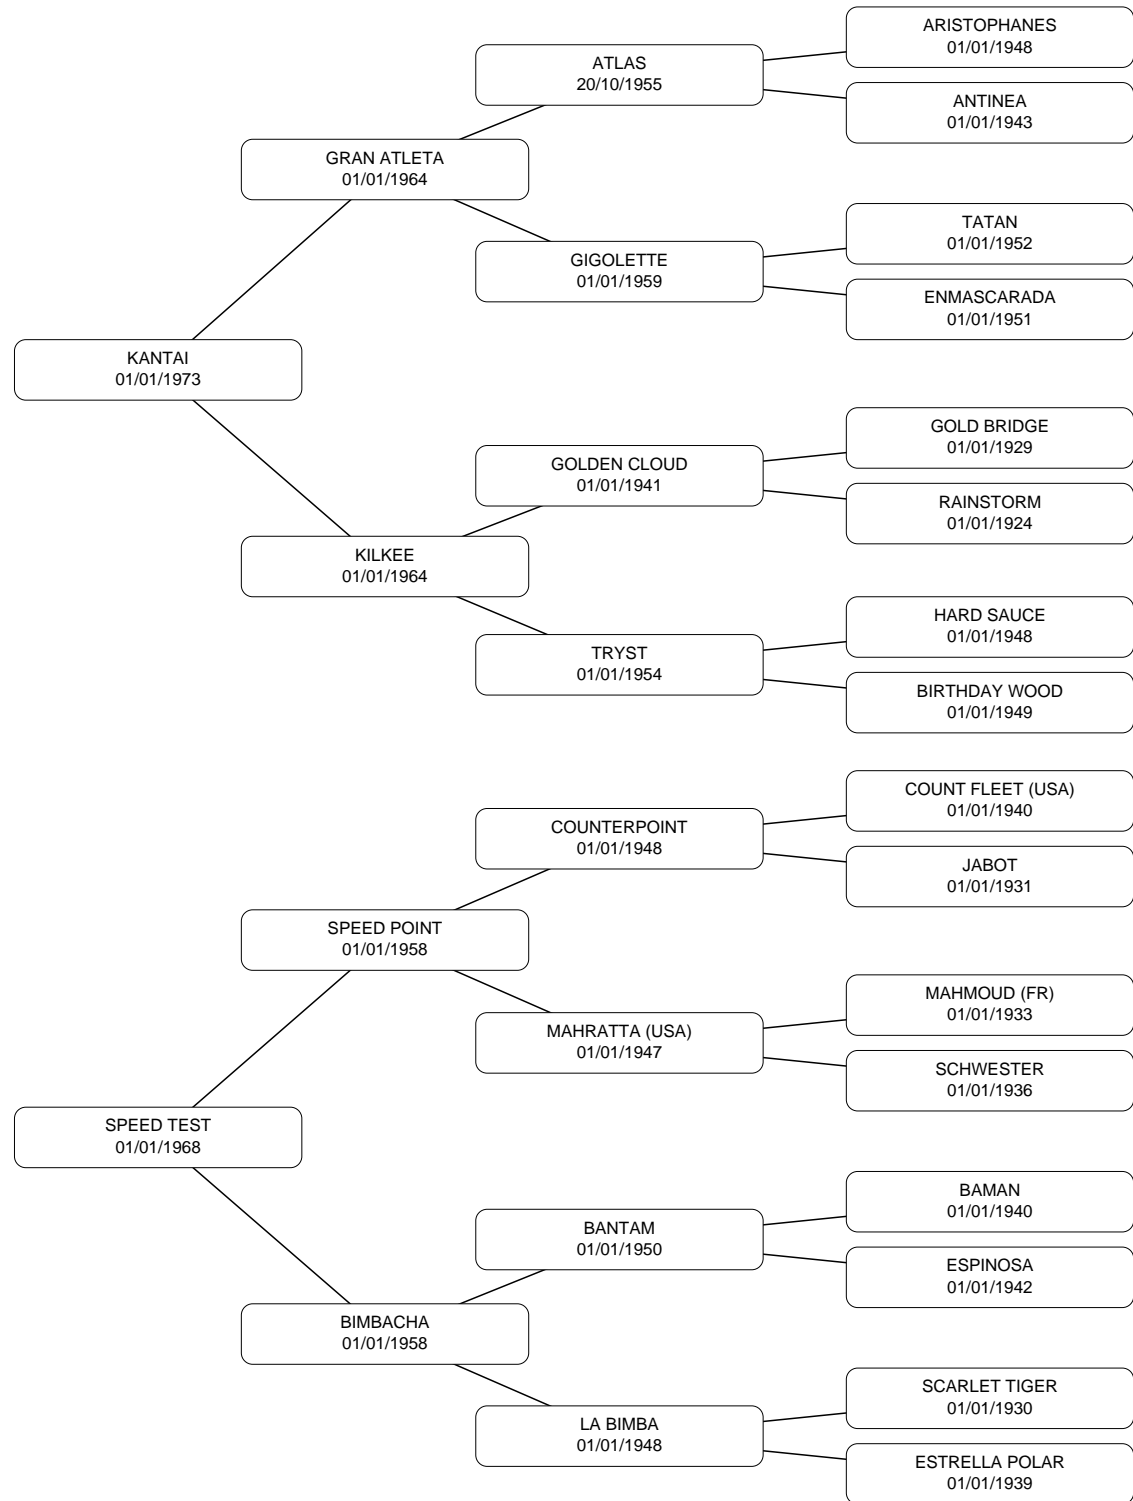 ARISTOPHANES
01/01/1948
ATLAS
20/10/1955
ANTINEA
01/01/1943
GRAN ATLETA
01/01/1964
TATAN
01/01/1952
GIGOLETTE
01/01/1959
ENMASCARADA
01/01/1951
KANTAI
01/01/1973
GOLD BRIDGE
01/01/1929
GOLDEN CLOUD
01/01/1941
RAINSTORM
01/01/1924
KILKEE
01/01/1964
HARD SAUCE
01/01/1948
TRYST
01/01/1954
BIRTHDAY WOOD
01/01/1949
COUNT FLEET (USA)
01/01/1940
COUNTERPOINT
01/01/1948
JABOT
01/01/1931
SPEED POINT
01/01/1958
MAHMOUD (FR)
01/01/1933
MAHRATTA (USA)
01/01/1947
SCHWESTER
01/01/1936
SPEED TEST
01/01/1968
BAMAN
01/01/1940
BANTAM
01/01/1950
ESPINOSA
01/01/1942
BIMBACHA
01/01/1958
SCARLET TIGER
01/01/1930
LA BIMBA
01/01/1948
ESTRELLA POLAR
01/01/1939